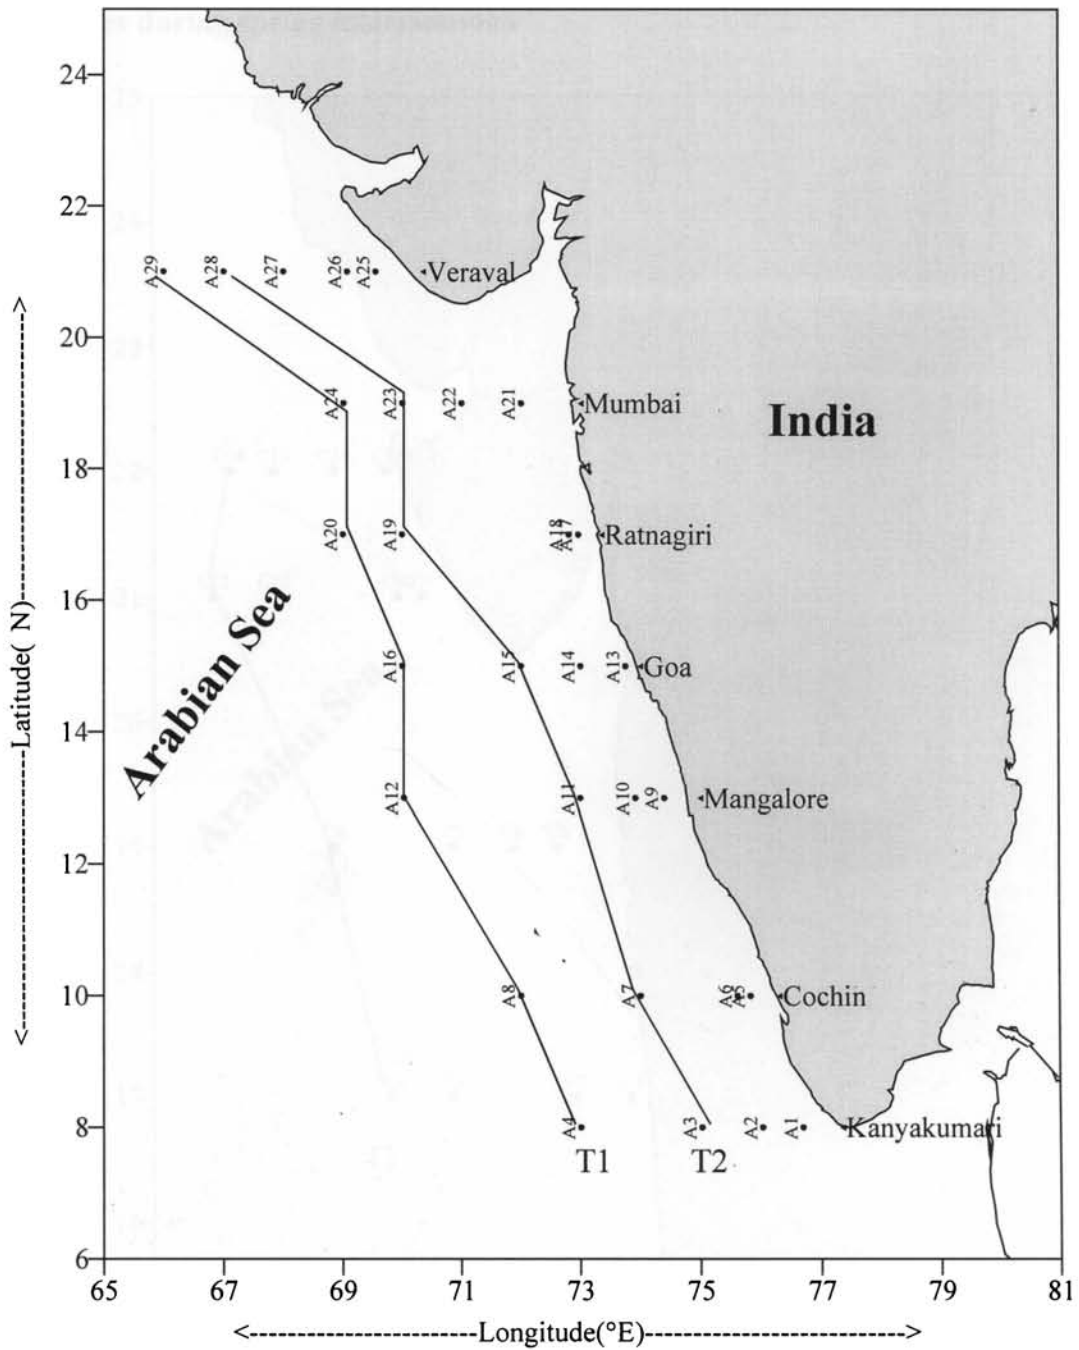 24
22
A29
A28
A27
A26
A25
Veraval
20
A24
A23
A22
A21
Mumbai
India
18
A20
A19
A18
A17
Ratnagiri
16
Arabian Sea
A16
A15
A14
A13
Goa
14
A12
A11
A10
A9
Mangalore
12
10
A8
A7
A6
A5
Cochin
8
A4
A3
A2
A1
Kanyakumari
T1
T2
6
65
67
69
71
73
75
77
79
81
<---Latitude( N)--->
<---Longitude(°E)--->